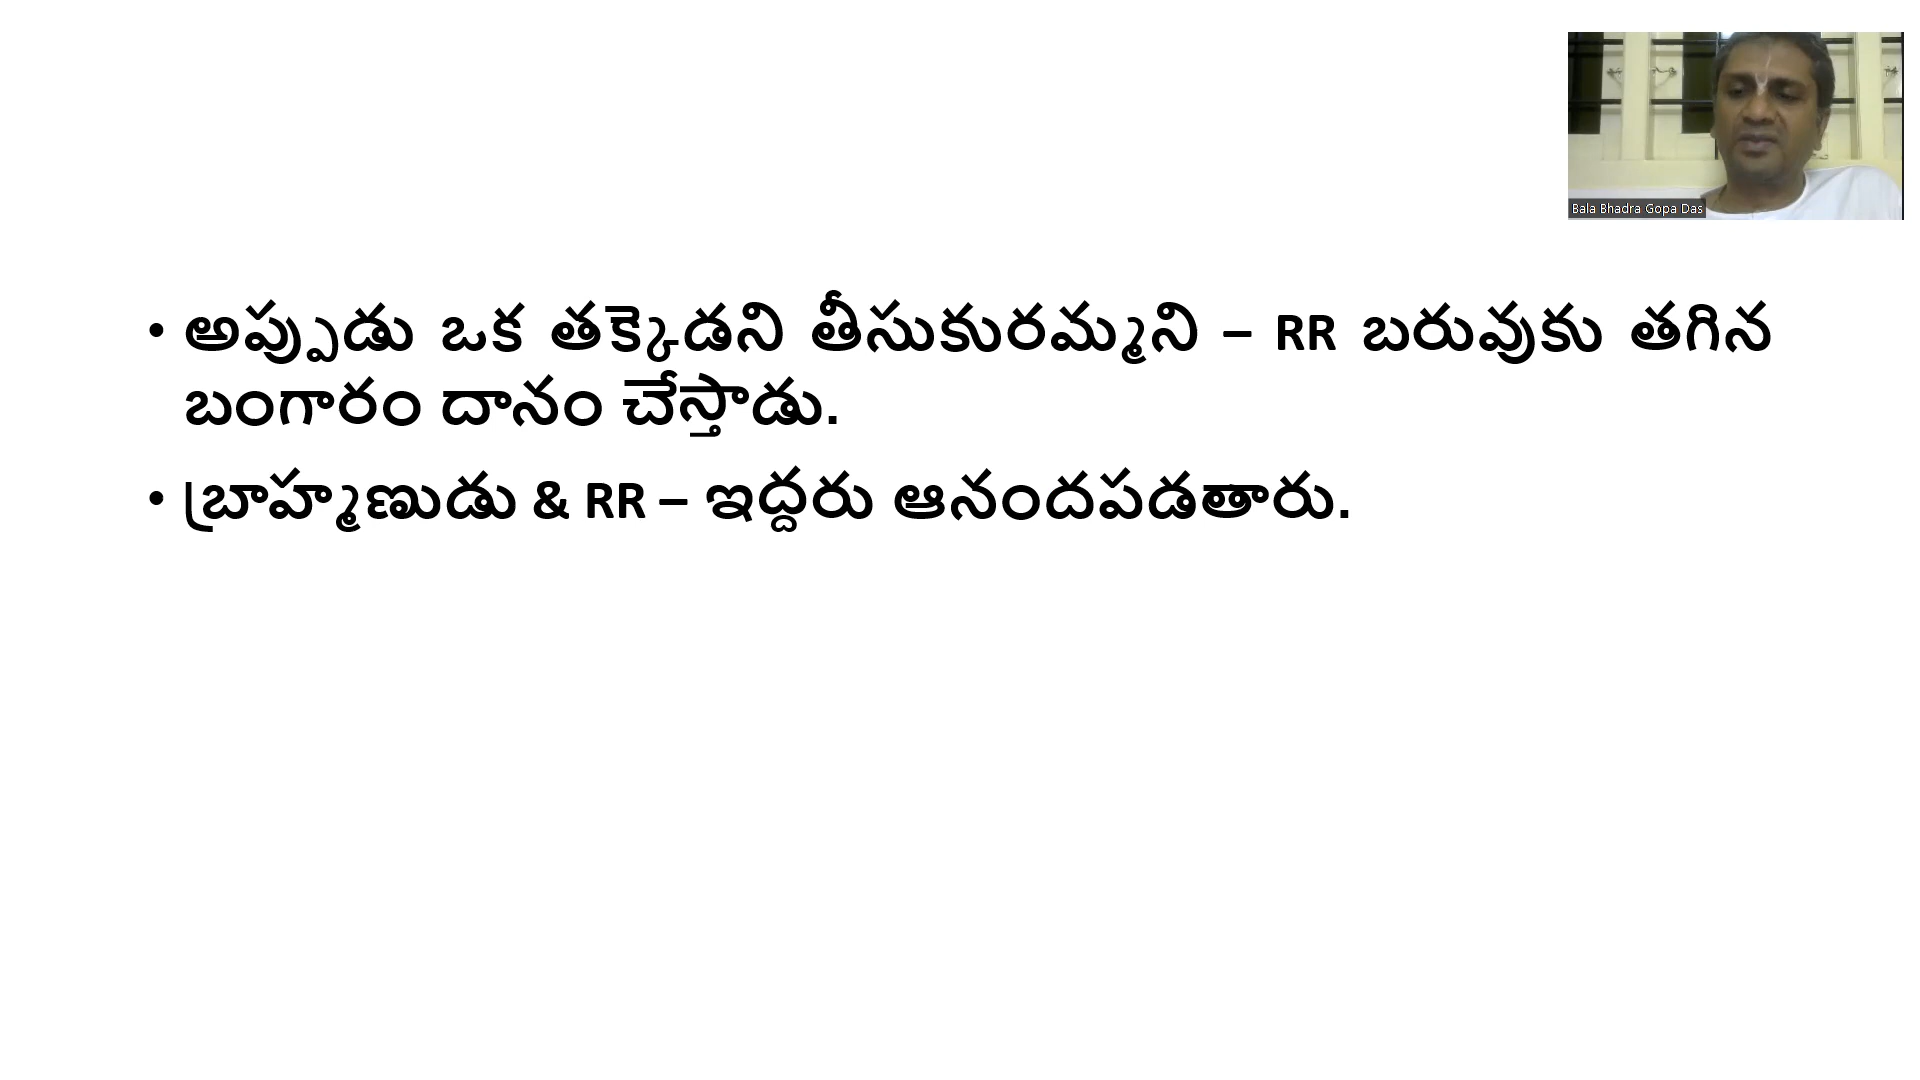 Bala Bhadra Gopa Das
• అప్పుడు ఒక తక్కెడని తీసుకురమ్మని – RR బరువుకు తగిన
బంగారం దానం చేస్తాడు.
• బ్రాహ్మణుడు & RR – ఇద్దరు ఆనందపడతారు.